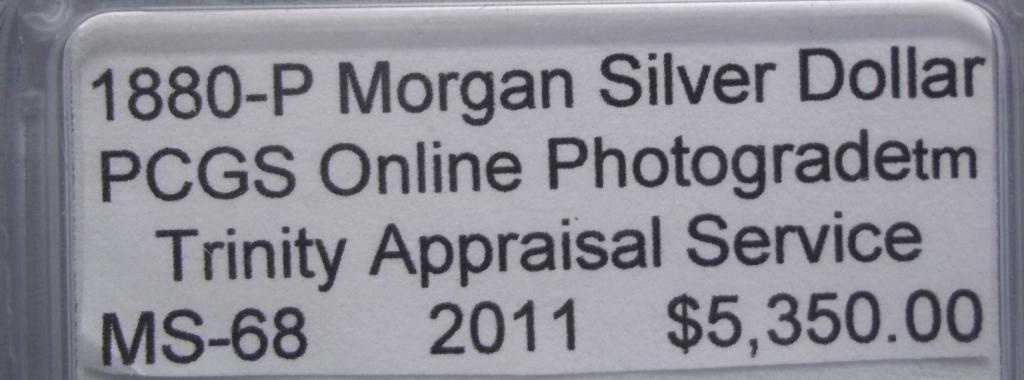 1880-P Morgan Silver Dollar
PCGS Online Photogradetm
Trinity Appraisal Service
MS-68 2011 $5,350.00